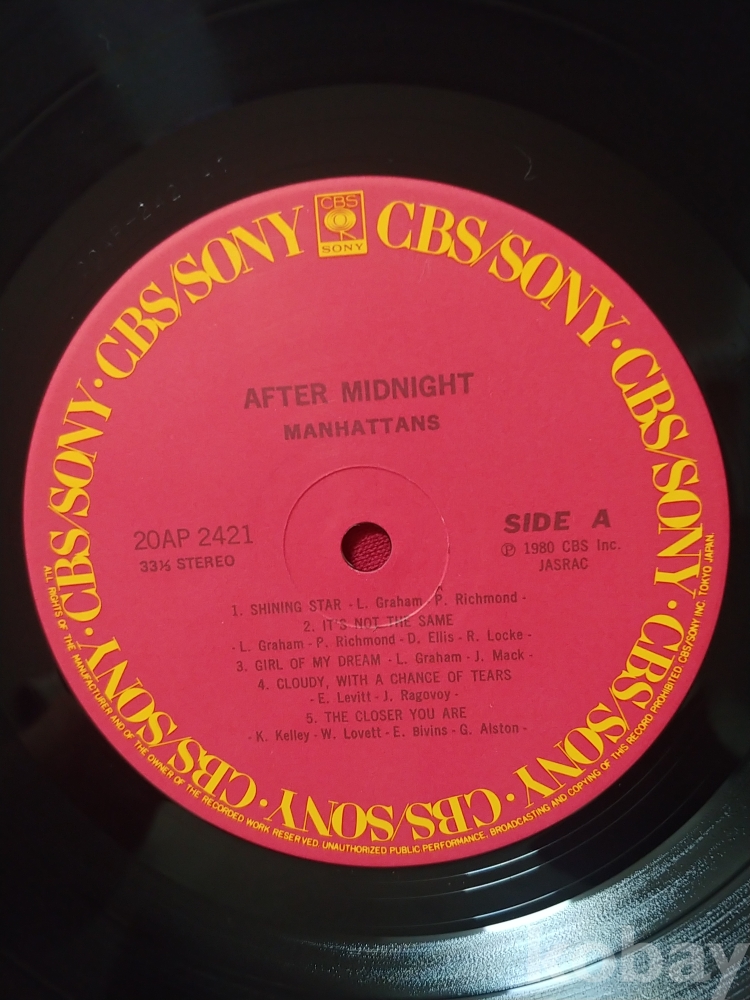 CBS
SONY
CBS/SONY · CBS/SONY · CBS/SONY · CBS/SONY · CBS/SONY · CBS/SONY · CBS/SONY · CBS/SONY · CBS/SONY
AFTER MIDNIGHT
MANHATTANS
20AP 2421
33⅓ STEREO
SIDE A
Ⓟ 1980 CBS Inc.
JASRAC
1. SHINING STAR - L. Graham - P. Richmond -
2. IT'S NOT THE SAME
- L. Graham - P. Richmond - D. Ellis - R. Locke -
3. GIRL OF MY DREAM - L. Graham - J. Mack -
4. CLOUDY, WITH A CHANCE OF TEARS
- E. Levitt - J. Ragovoy -
5. THE CLOSER YOU ARE
- K. Kelley - W. Lovett - E. Bivins - G. Alston -
ALL RIGHTS OF THE MANUFACTURER AND OF THE OWNER OF THE RECORDED WORK RESERVED. UNAUTHORIZED PUBLIC PERFORMANCE, BROADCASTING AND COPYING OF THIS RECORD PROHIBITED CBS/SONY INC. TOKYO JAPAN.
kobay